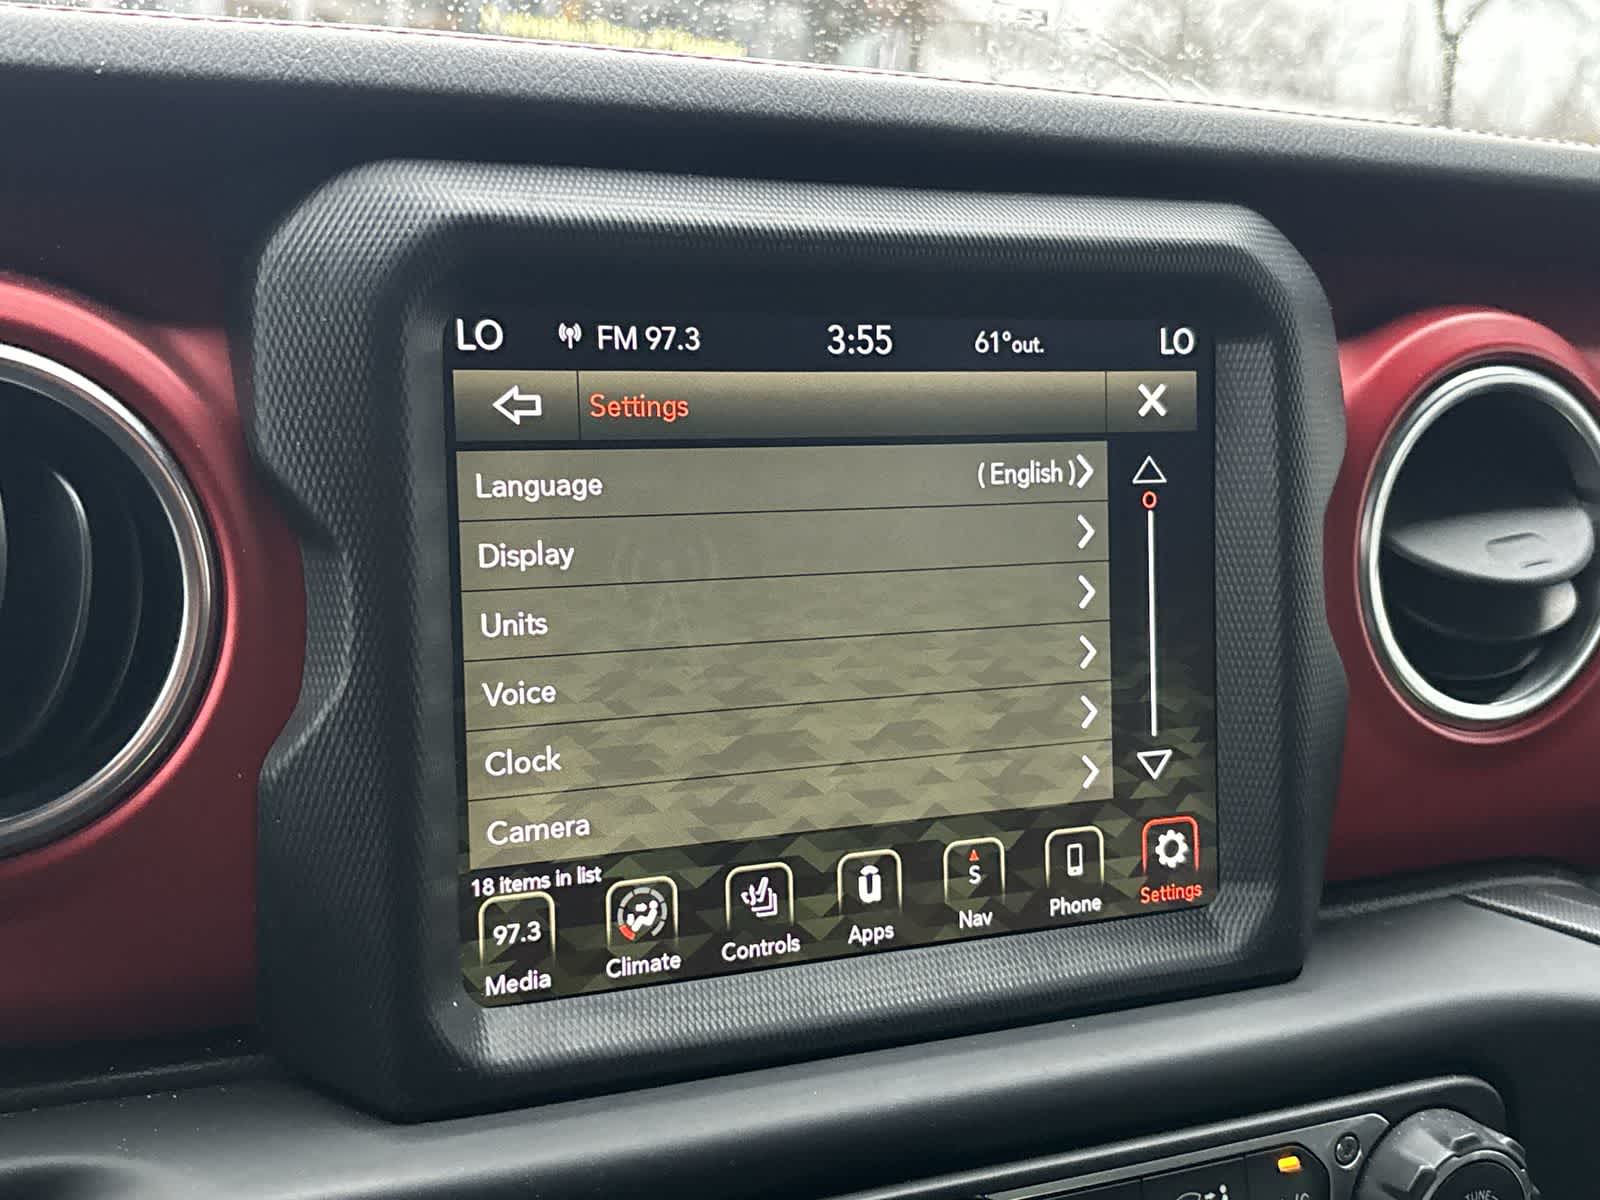 LO FM 97.3 3:55 61°out. LO
Settings X
Language (English)
Display
Units
Voice
Clock
Camera
18 items in list
97.3 S
Media Climate Controls Apps Nav Phone Settings
TUNE